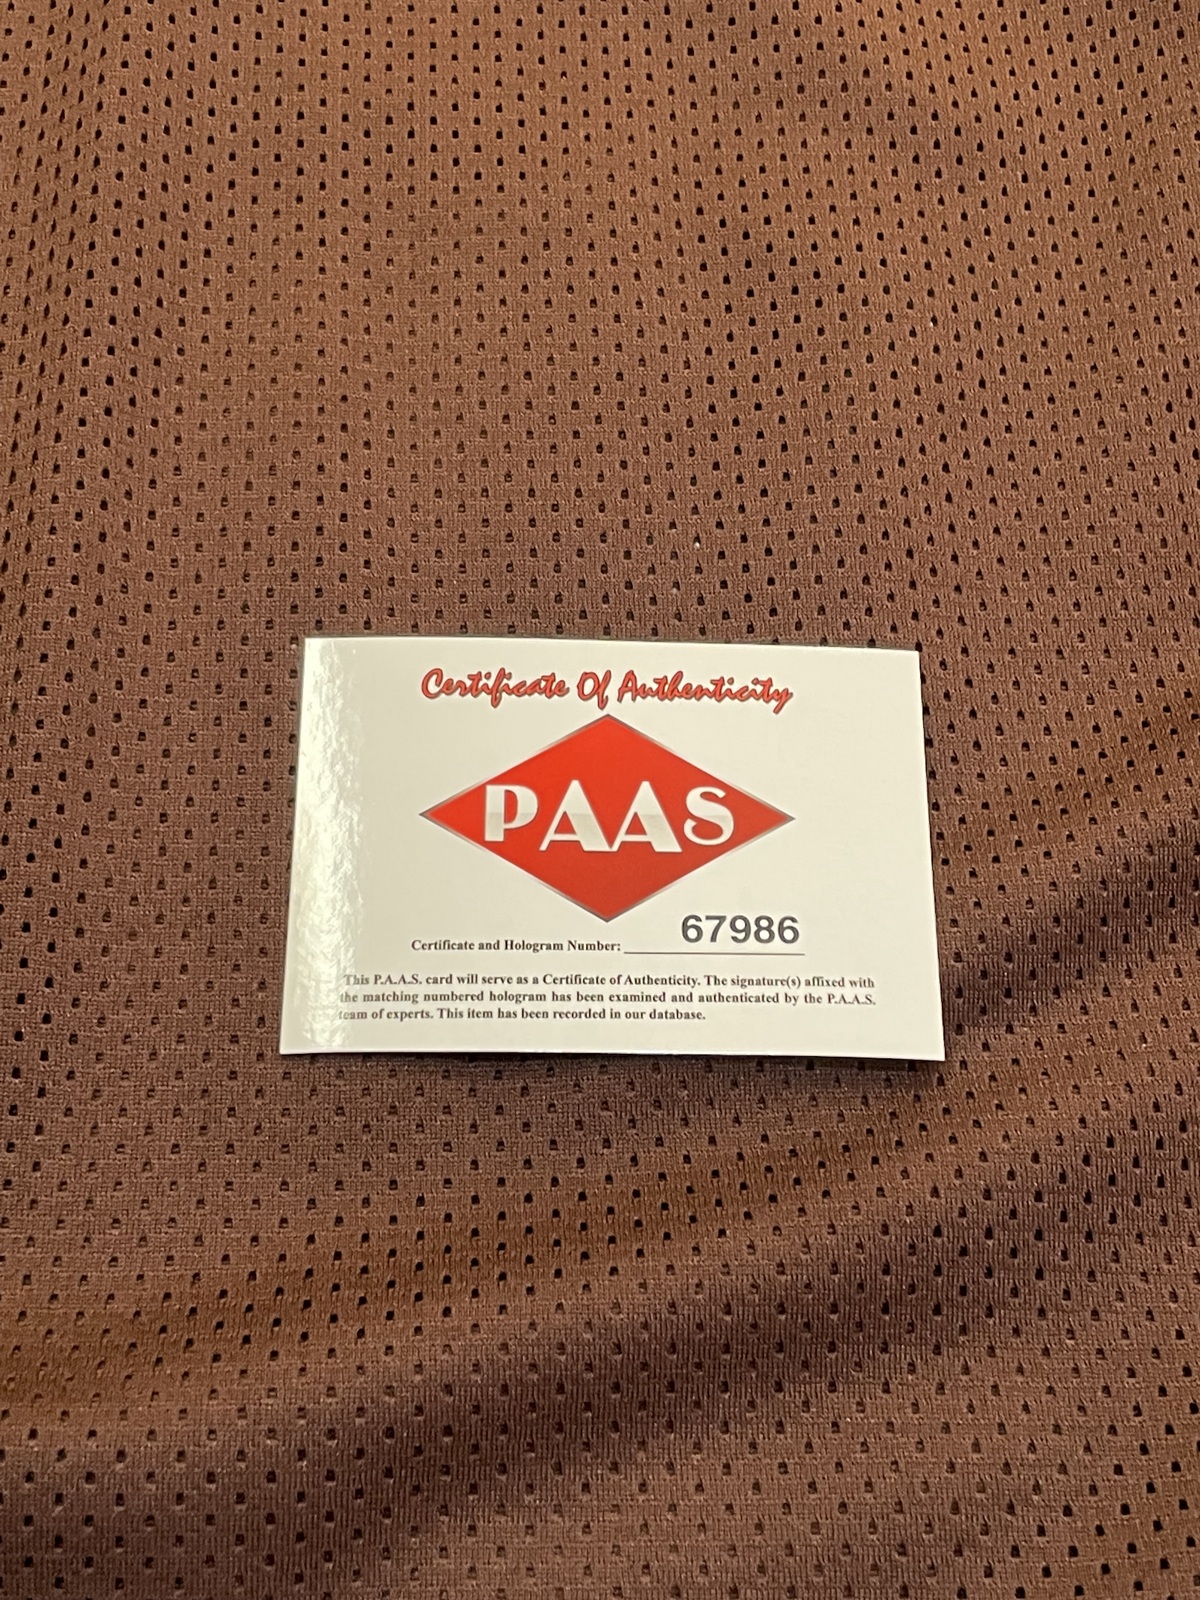 Certificate Of Authenticity
PAAS
67986
Certificate and Hologram Number:
This P.A.A.S. card will serve as a Certificate of Authenticity. The signature(s) affixed with
the matching numbered hologram has been examined and authenticated by the P.A.A.S.
team of experts. This item has been recorded in our database.